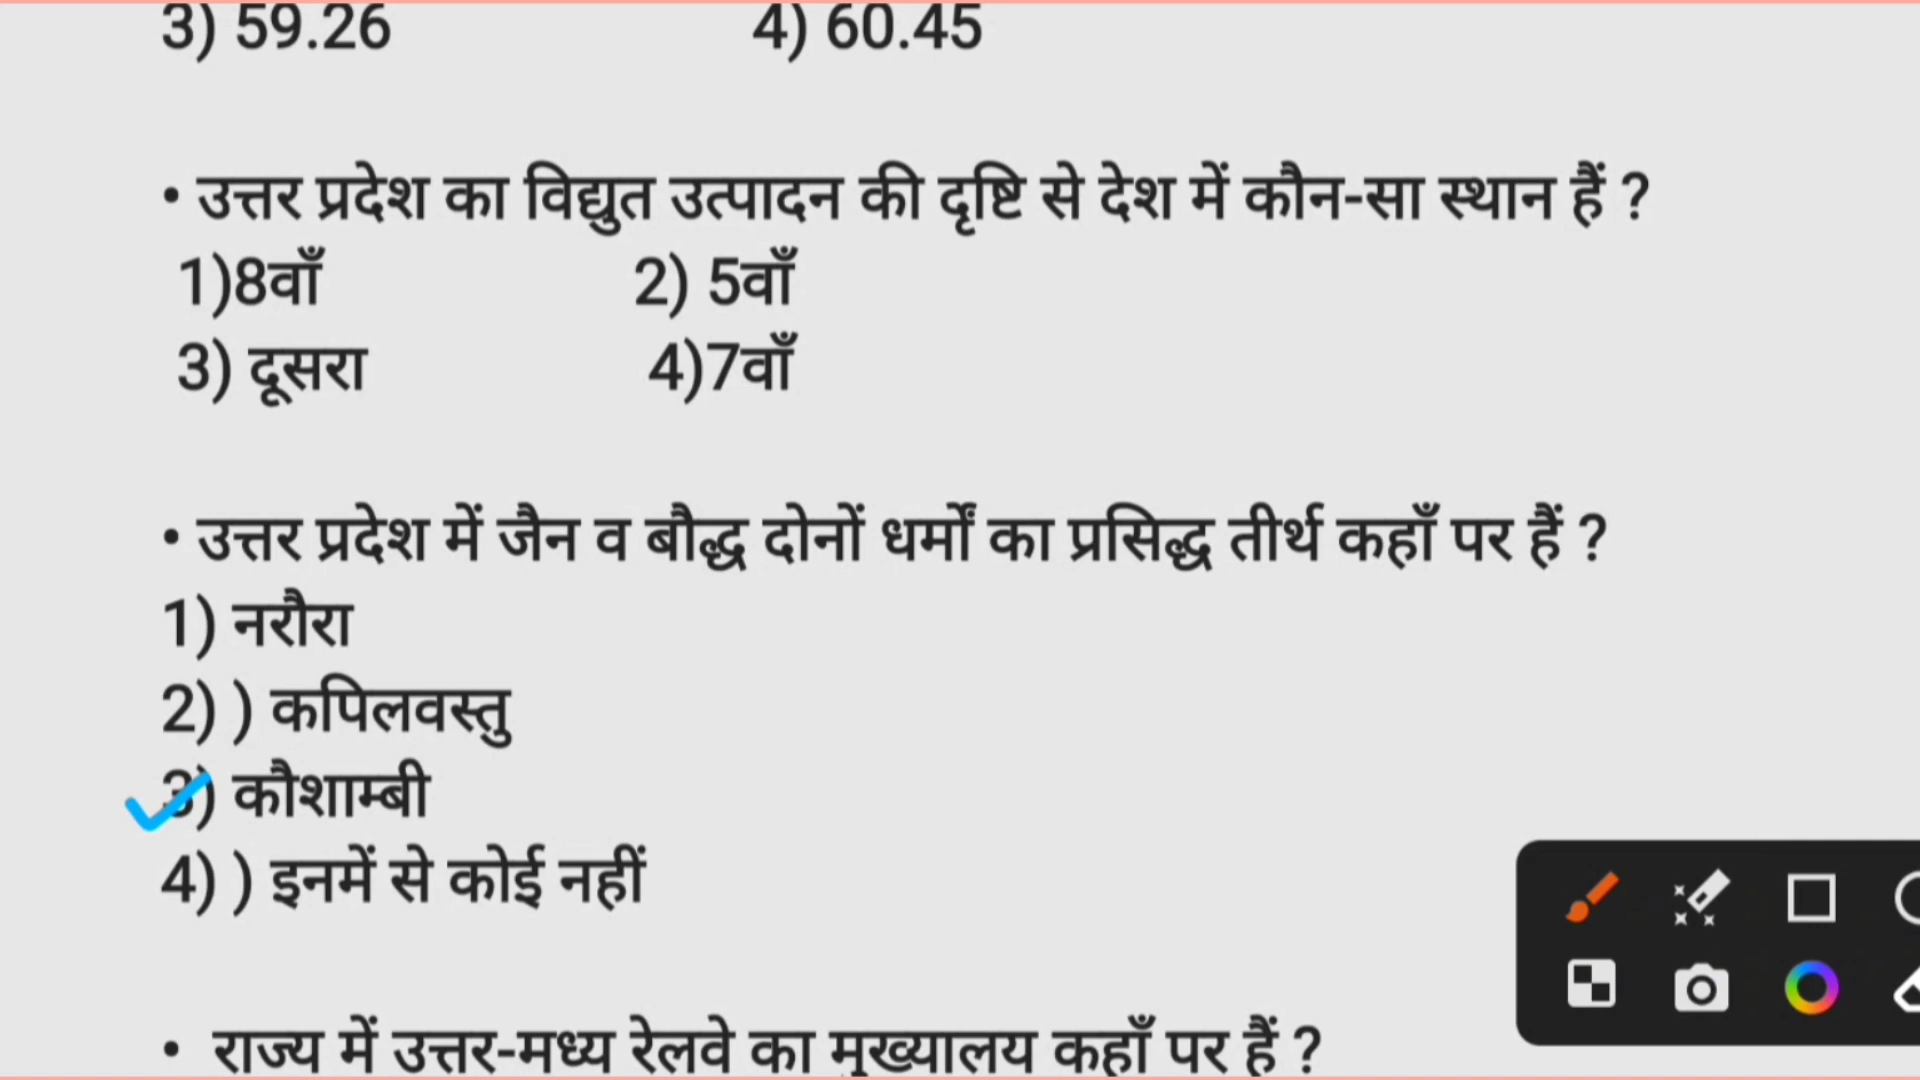 3) 59.26 4) 60.45
• उत्तर प्रदेश का विद्युत उत्पादन की दृष्टि से देश में कौन-सा स्थान हैं ?
1)8वाँ 2) 5वाँ
3) दूसरा 4)7वाँ
• उत्तर प्रदेश में जैन व बौद्ध दोनों धर्मों का प्रसिद्ध तीर्थ कहाँ पर हैं ?
1) नरौरा
2) ) कपिलवस्तु
3) कौशाम्बी
4) ) इनमें से कोई नहीं
• राज्य में उत्तर-मध्य रेलवे का मुख्यालय कहाँ पर हैं ?